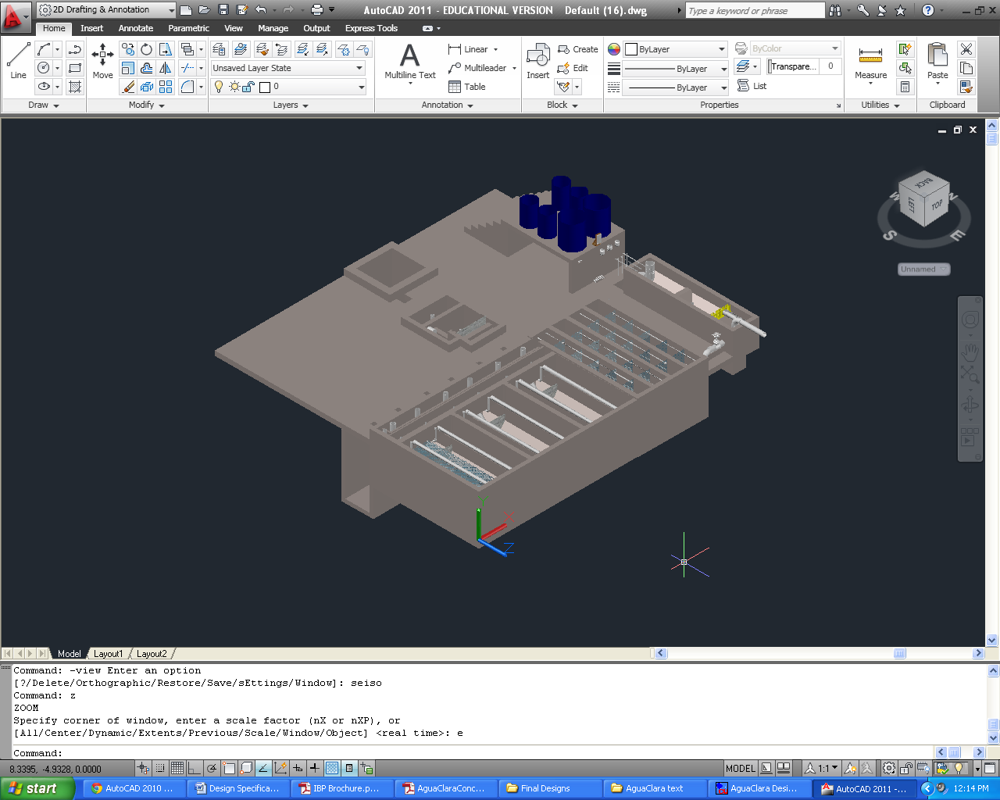 2D Drafting & Annotation
AutoCAD 2011 - EDUCATIONAL VERSION Default (16).dwg
Type a keyword or phrase
Home Insert Annotate Parametric View Manage Output Express Tools
Line
Move
Unsaved Layer State
0
A
Multiline Text
Linear
Multileader
Table
Insert
Create
Edit
ByLayer
ByLayer
ByLayer
ByColor
Transpare... 0
List
Measure
Paste
Draw Modify Layers Annotation Block Properties Utilities Clipboard
BACK
LEFT TOP
W N
S E
Unnamed
Y
X
Z
Model Layout1 Layout2
Command: -view Enter an option
[?/Delete/Orthographic/Restore/Save/sEttings/Window]: seiso
Command: z
ZOOM
Specify corner of window, enter a scale factor (nX or nXP), or
[All/Center/Dynamic/Extents/Previous/Scale/Window/Object] <real time>: e
Command:
8.3395, -4.9328, 0.0000
MODEL
1:1
start
AutoCAD 2010 ...
Design Specifica...
IBP Brochure.p...
AguaClaraConc...
Final Designs
AguaClara text
AguaClara Desi...
AutoCAD 2011 -...
12:14 PM